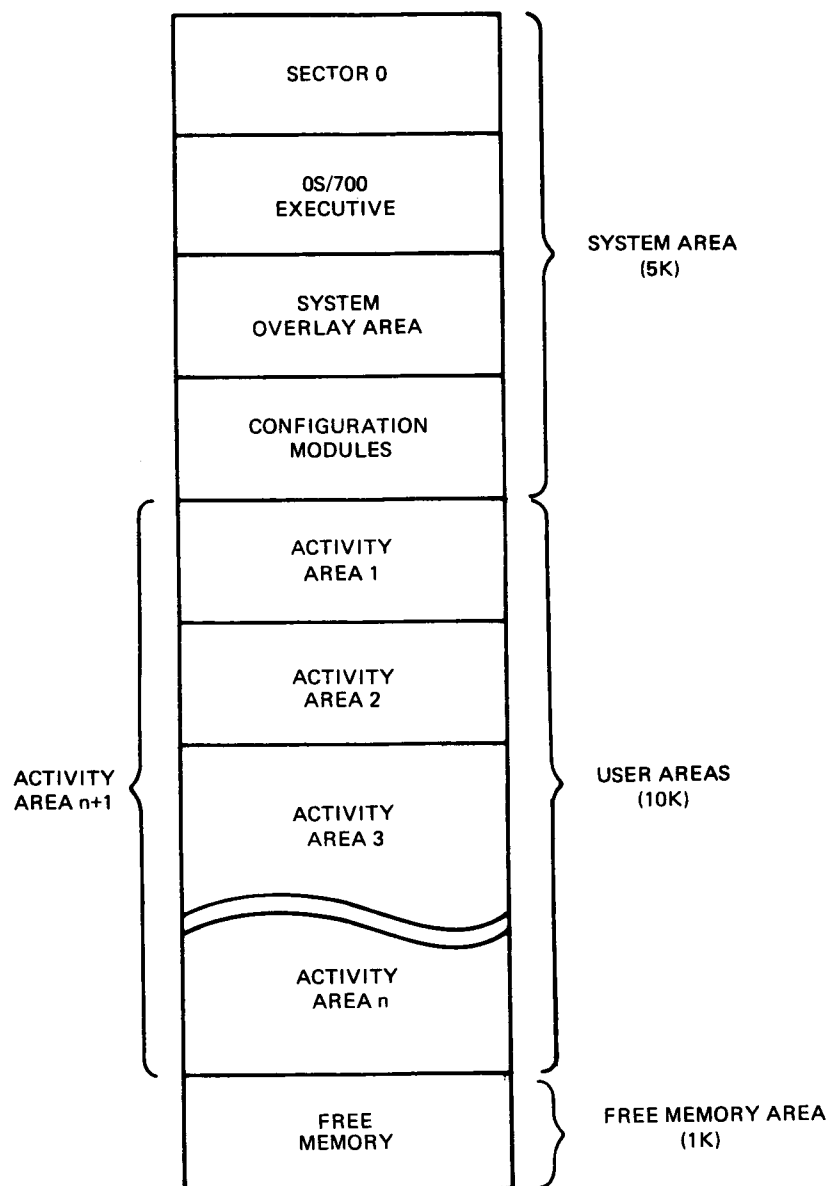 SECTOR 0
OS/700
EXECUTIVE
SYSTEM
OVERLAY AREA
CONFIGURATION
MODULES
SYSTEM AREA
(5K)
ACTIVITY
AREA 1
ACTIVITY
AREA 2
ACTIVITY
AREA 3
ACTIVITY
AREA n
ACTIVITY
AREA n+1
USER AREAS
(10K)
FREE
MEMORY
FREE MEMORY AREA
(1K)